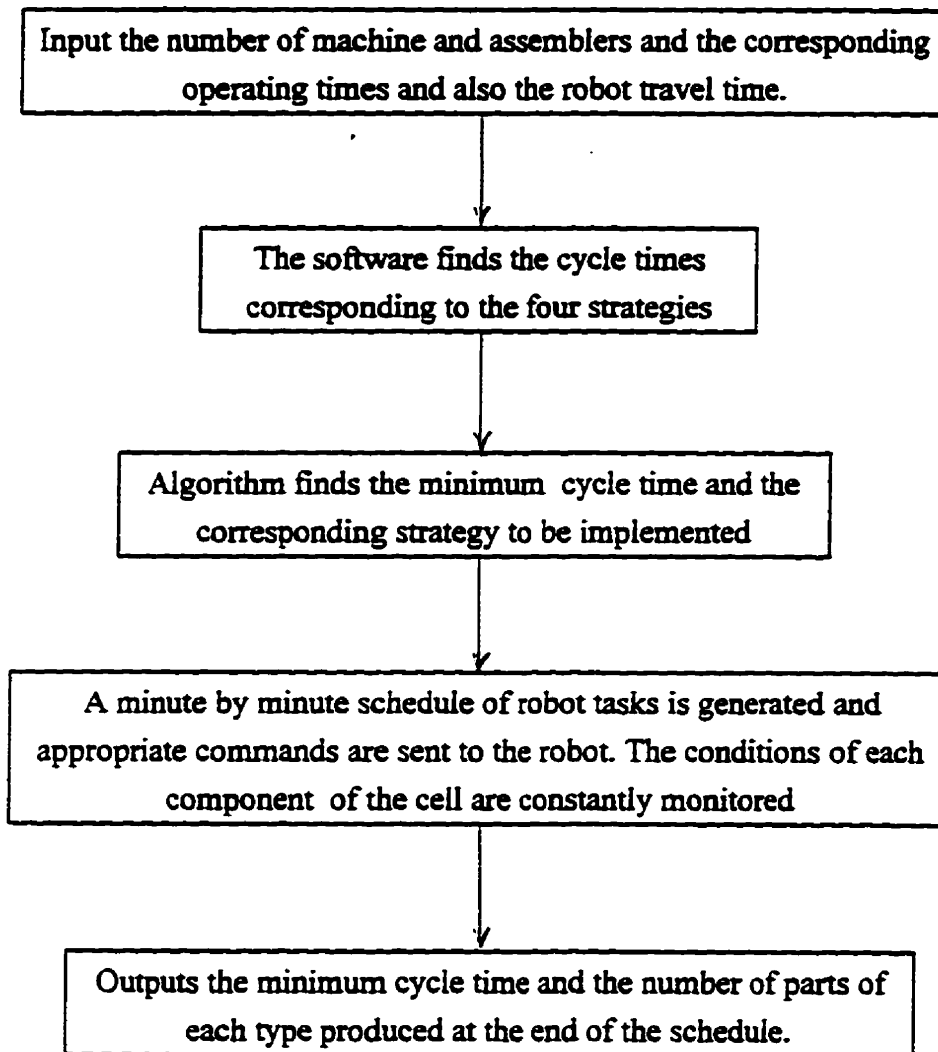 Input the number of machine and assemblers and the corresponding
operating times and also the robot travel time.
The software finds the cycle times
corresponding to the four strategies
Algorithm finds the minimum cycle time and the
corresponding strategy to be implemented
A minute by minute schedule of robot tasks is generated and
appropriate commands are sent to the robot. The conditions of each
component of the cell are constantly monitored
Outputs the minimum cycle time and the number of parts of
each type produced at the end of the schedule.